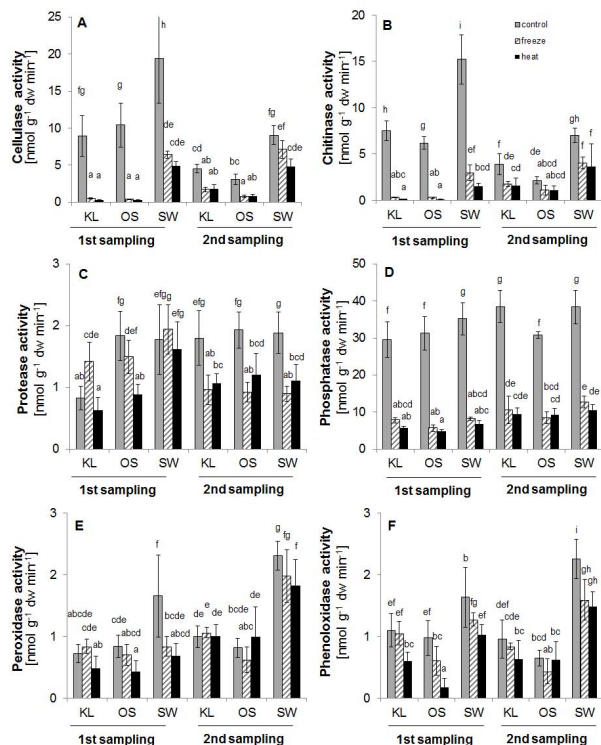 A
Cellulase activity
[nmol g⁻¹ dw min⁻¹]
25
20
15
10
5
0
fg
a
a
g
a
a
h
de
cde
cd
ab
ab
bc
a
ab
fg
ef
cde
KL
OS
SW
KL
OS
SW
1st sampling
2nd sampling
B
Chitinase activity
[nmol g⁻¹ dw min⁻¹]
20
15
10
5
0
control
freeze
heat
h
abc
a
g
ab
a
i
ef
bcd
f
de
cd
de
abcd
abcd
gh
f
f
KL
OS
SW
KL
OS
SW
1st sampling
2nd sampling
C
Protease activity
[nmol g⁻¹ dw min⁻¹]
3
2
1
0
ab
cde
a
fg
def
ab
efg
g
efg
efg
ab
bc
fg
ab
bcd
g
ab
bcd
KL
OS
SW
KL
OS
SW
1st sampling
2nd sampling
D
Phosphatase activity
[nmol g⁻¹ dw min⁻¹]
50
40
30
20
10
0
f
abcd
ab
f
ab
a
g
abcd
abc
g
de
cd
f
bcd
cd
g
e
de
KL
OS
SW
KL
OS
SW
1st sampling
2nd sampling
E
Peroxidase activity
[nmol g⁻¹ dw min⁻¹]
3
2
1
0
abcde
cde
ab
cde
abcd
a
f
bcde
abcd
de
e
de
bcde
abc
de
g
fg
f
KL
OS
SW
KL
OS
SW
1st sampling
2nd sampling
F
Phenoloxidase activity
[nmol g⁻¹ dw min⁻¹]
3
2
1
0
ef
ef
bc
ef
bc
a
b
fg
ef
def
cde
bc
bcd
ab
bc
i
gh
gh
KL
OS
SW
KL
OS
SW
1st sampling
2nd sampling